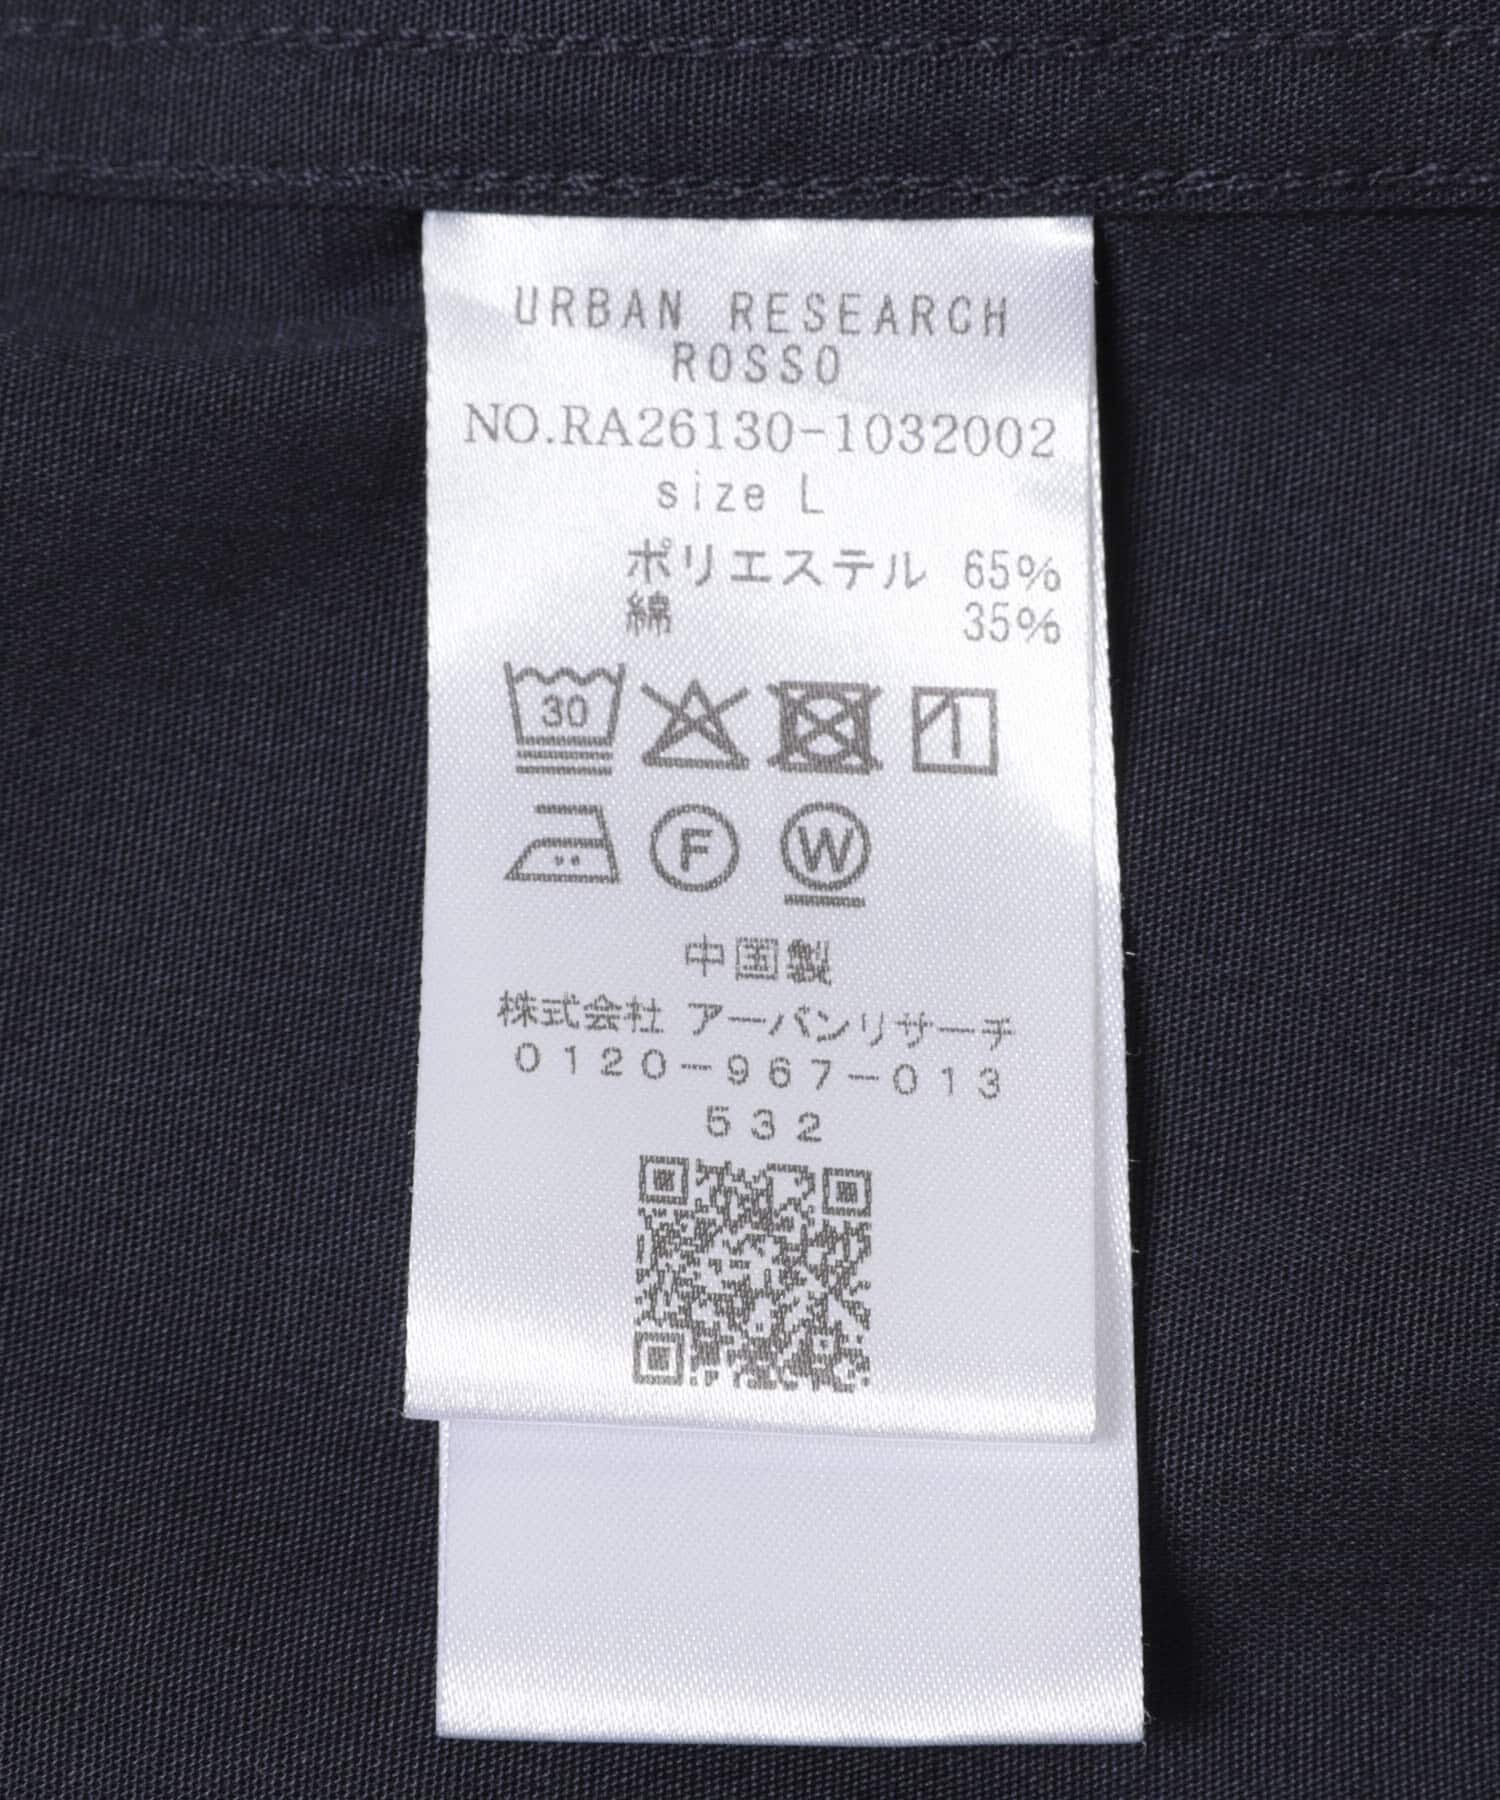 URBAN RESEARCH
ROSSO
NO.RA26130-1032002
size L
ポリエステル 65%
綿 35%
30
F W
中国製
株式会社 アーバンリサーチ
0120-967-013
532